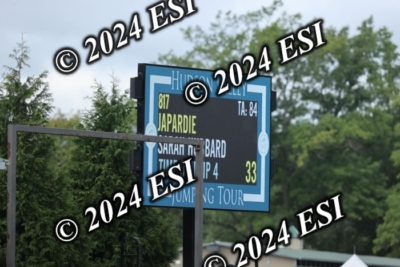 © 2024 ESI
© 2024 ESI
HUDSON
817
TA: 84
JAPARDIE
SARAH HUBBARD
33
© 2024 ESI
JUMPING TOUR
© 2024 ESI
© 2024 ESI
© 2024 ESI